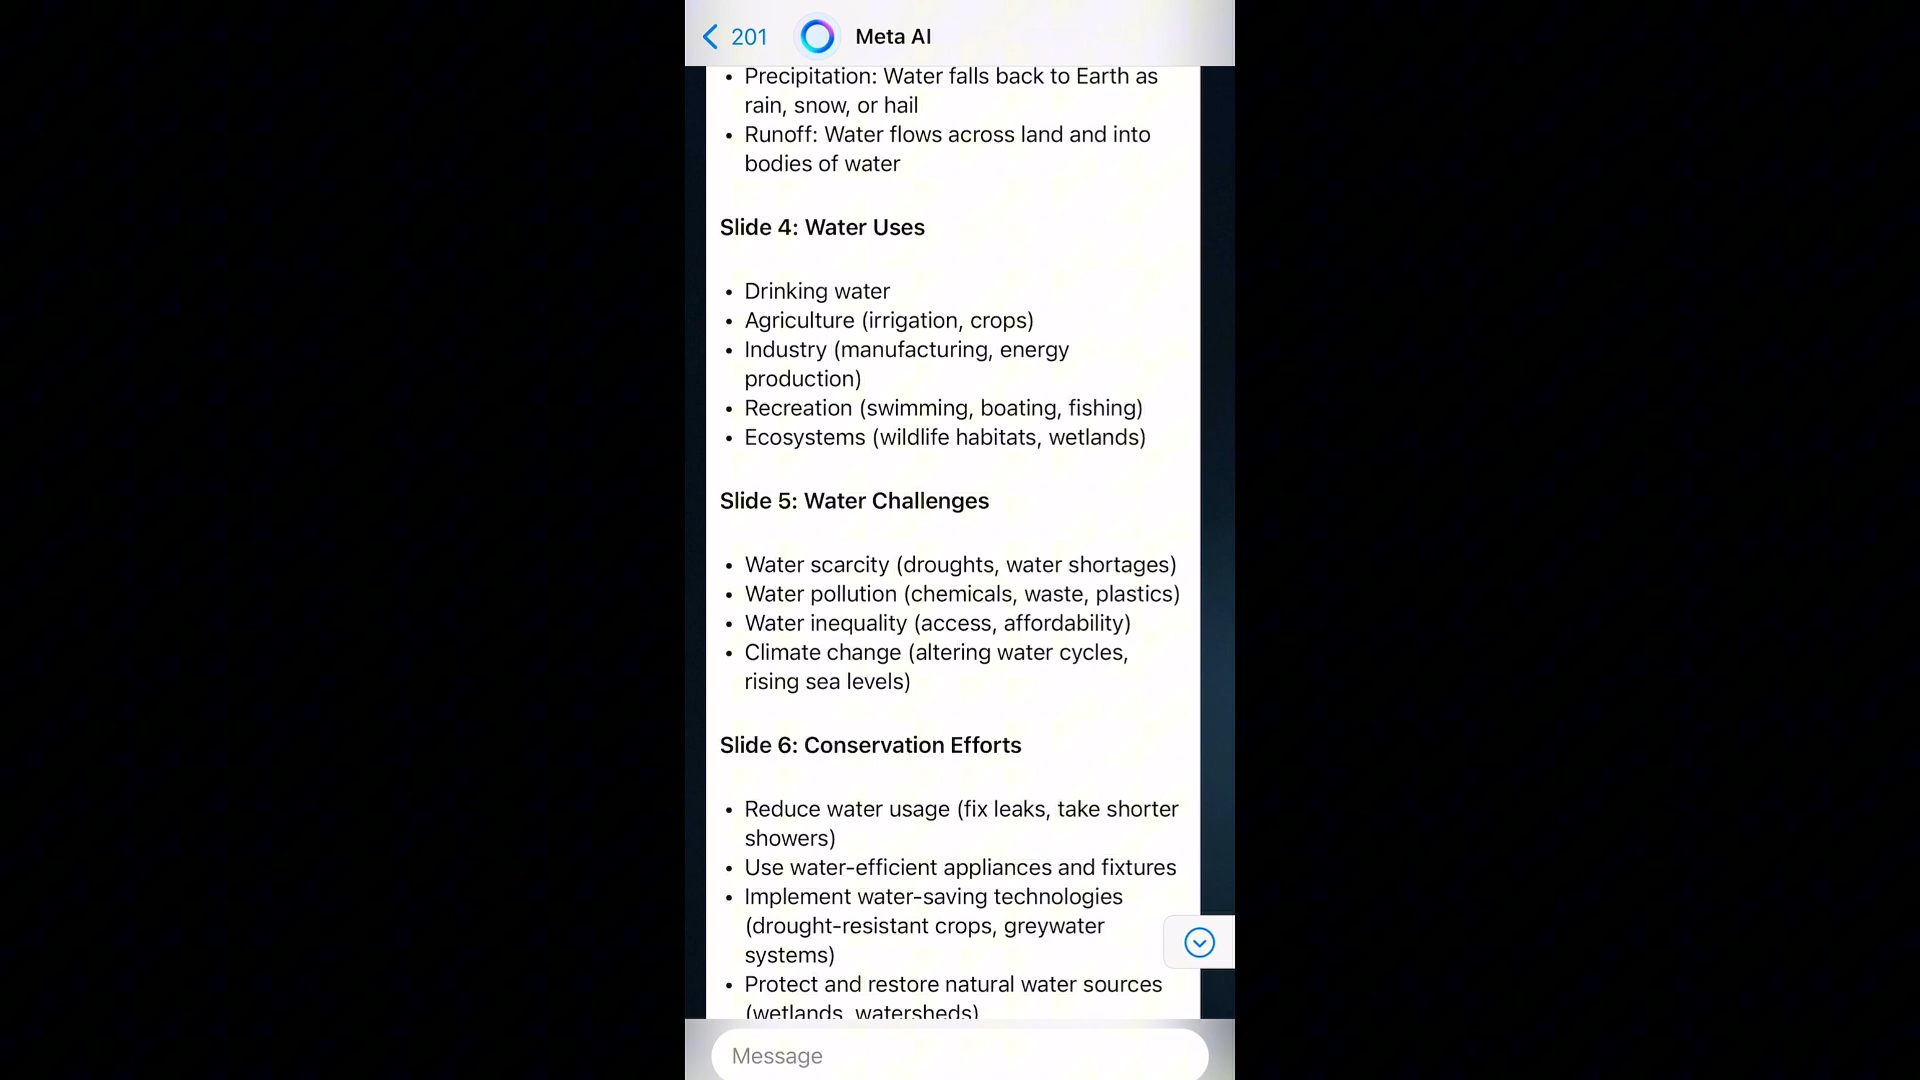 201 Meta AI
• Precipitation: Water falls back to Earth as
rain, snow, or hail
• Runoff: Water flows across land and into
bodies of water
Slide 4: Water Uses
• Drinking water
• Agriculture (irrigation, crops)
• Industry (manufacturing, energy
production)
• Recreation (swimming, boating, fishing)
• Ecosystems (wildlife habitats, wetlands)
Slide 5: Water Challenges
• Water scarcity (droughts, water shortages)
• Water pollution (chemicals, waste, plastics)
• Water inequality (access, affordability)
• Climate change (altering water cycles,
rising sea levels)
Slide 6: Conservation Efforts
• Reduce water usage (fix leaks, take shorter
showers)
• Use water-efficient appliances and fixtures
• Implement water-saving technologies
(drought-resistant crops, greywater
systems)
• Protect and restore natural water sources
(wetlands, watersheds)
Message